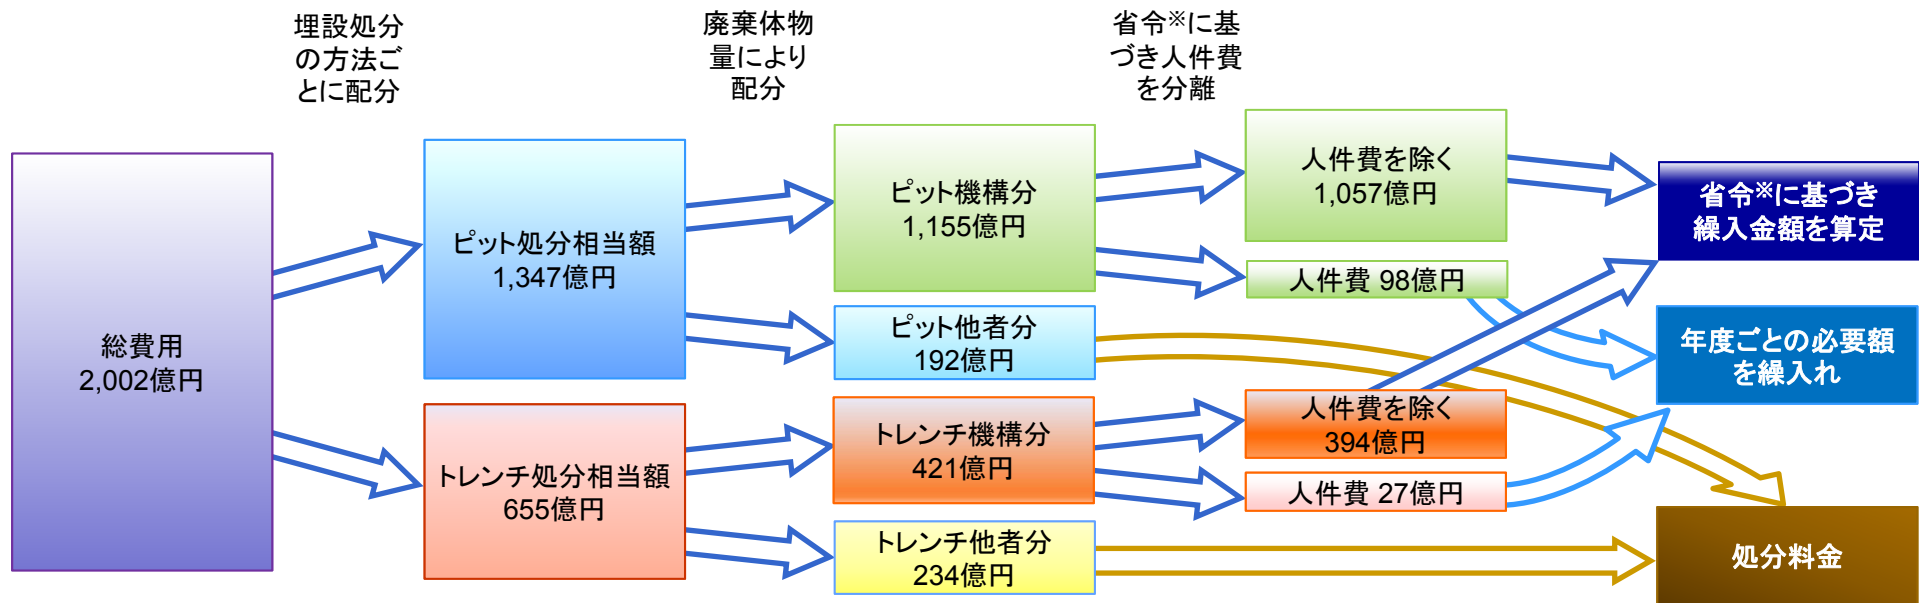 埋設処分
の方法ご
とに配分
廃棄体物
量により
配分
省令※に基
づき人件費
を分離
総費用
2,002億円
ピット処分相当額
1,347億円
トレンチ処分相当額
655億円
ピット機構分
1,155億円
ピット他者分
192億円
トレンチ機構分
421億円
トレンチ他者分
234億円
人件費を除く
1,057億円
人件費 98億円
人件費を除く
394億円
人件費 27億円
省令※に基づき
繰入金額を算定
年度ごとの必要額
を繰入れ
処分料金